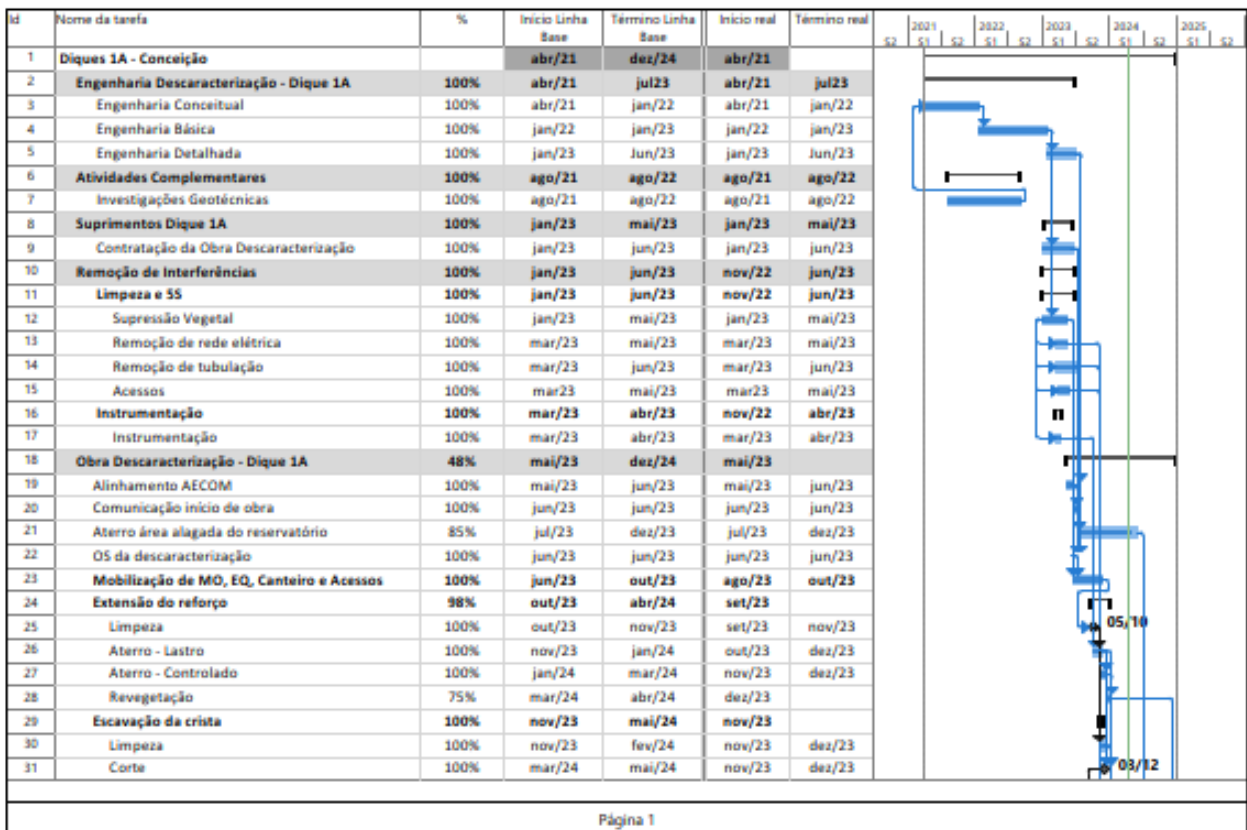 Id Nome da tarefa % Início Linha Base Término Linha Base Início real Término real 2021 2022 2023 2024 2025
S2 S1 S2 S1 S2 S1 S2 S1 S2 S1 S2
1 Diques 1A - Conceição abr/21 dez/24 abr/21
2 Engenharia Descaracterização - Dique 1A 100% abr/21 jul23 abr/21 jul23
3 Engenharia Conceitual 100% abr/21 jan/22 abr/21 jan/22
4 Engenharia Básica 100% jan/22 jan/23 jan/22 jan/23
5 Engenharia Detalhada 100% jan/23 Jun/23 jan/23 Jun/23
6 Atividades Complementares 100% ago/21 ago/22 ago/21 ago/22
7 Investigações Geotécnicas 100% ago/21 ago/22 ago/21 ago/22
8 Suprimentos Dique 1A 100% jan/23 mai/23 jan/23 mai/23
9 Contratação da Obra Descaracterização 100% jan/23 jun/23 jan/23 jun/23
10 Remoção de Interferências 100% jan/23 jun/23 nov/22 jun/23
11 Limpeza e 5S 100% jan/23 jun/23 nov/22 jun/23
12 Supressão Vegetal 100% jan/23 mai/23 jan/23 mai/23
13 Remoção de rede elétrica 100% mar/23 mai/23 mar/23 mai/23
14 Remoção de tubulação 100% mar/23 jun/23 mar/23 jun/23
15 Acessos 100% mar23 mai/23 mar23 mai/23
16 Instrumentação 100% mar/23 abr/23 nov/22 abr/23
17 Instrumentação 100% mar/23 abr/23 mar/23 abr/23
18 Obra Descaracterização - Dique 1A 48% mai/23 dez/24 mai/23
19 Alinhamento AECOM 100% mai/23 jun/23 mai/23 jun/23
20 Comunicação início de obra 100% jun/23 jun/23 jun/23 jun/23
21 Aterro área alagada do reservatório 85% jul/23 dez/23 jul/23 dez/23
22 OS da descaracterização 100% jun/23 jun/23 jun/23 jun/23
23 Mobilização de MO, EQ, Canteiro e Acessos 100% jun/23 out/23 ago/23 out/23
24 Extensão do reforço 98% out/23 abr/24 set/23
25 Limpeza 100% out/23 nov/23 set/23 nov/23 05/10
26 Aterro - Lastro 100% nov/23 jan/24 out/23 dez/23
27 Aterro - Controlado 100% jan/24 mar/24 nov/23 dez/23
28 Revegetação 75% mar/24 abr/24 dez/23
29 Escavação da crista 100% nov/23 mai/24 nov/23
30 Limpeza 100% nov/23 fev/24 nov/23 dez/23
31 Corte 100% mar/24 mai/24 nov/23 dez/23 03/12
Página 1